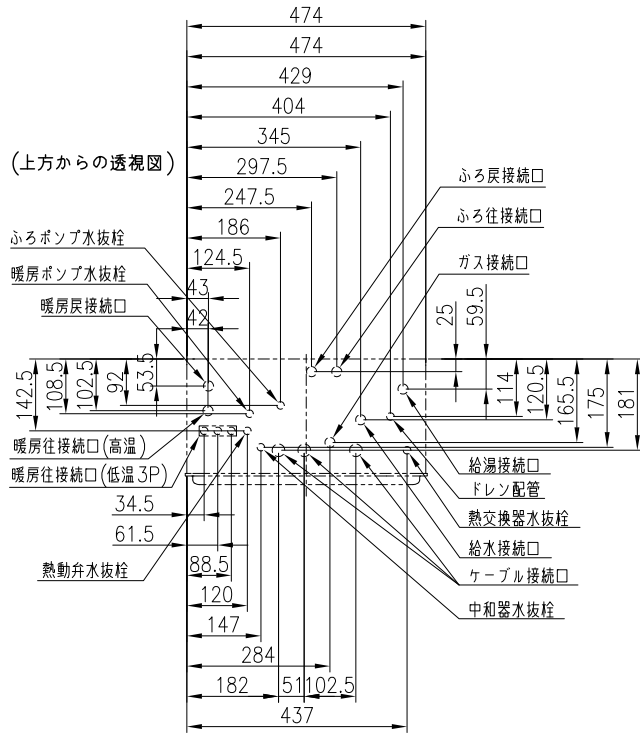 474
474
429
404
345
(上方からの透視図)
297.5
ふろ戻接続口
247.5
ふろ往接続口
186
ふろポンプ水抜栓
ガス接続口
124.5
暖房ポンプ水抜栓
43
暖房戻接続口
42
25
59.5
142.5
108.5
102.5
92
53.5
114
120.5
165.5
175
181
暖房往接続口(高温)
給湯接続口
暖房往接続口(低温3P)
ドレン配管
34.5
熱交換器水抜栓
61.5
給水接続口
熱動弁水抜栓
88.5
ケーブル接続口
120
中和器水抜栓
147
284
182
51
102.5
437